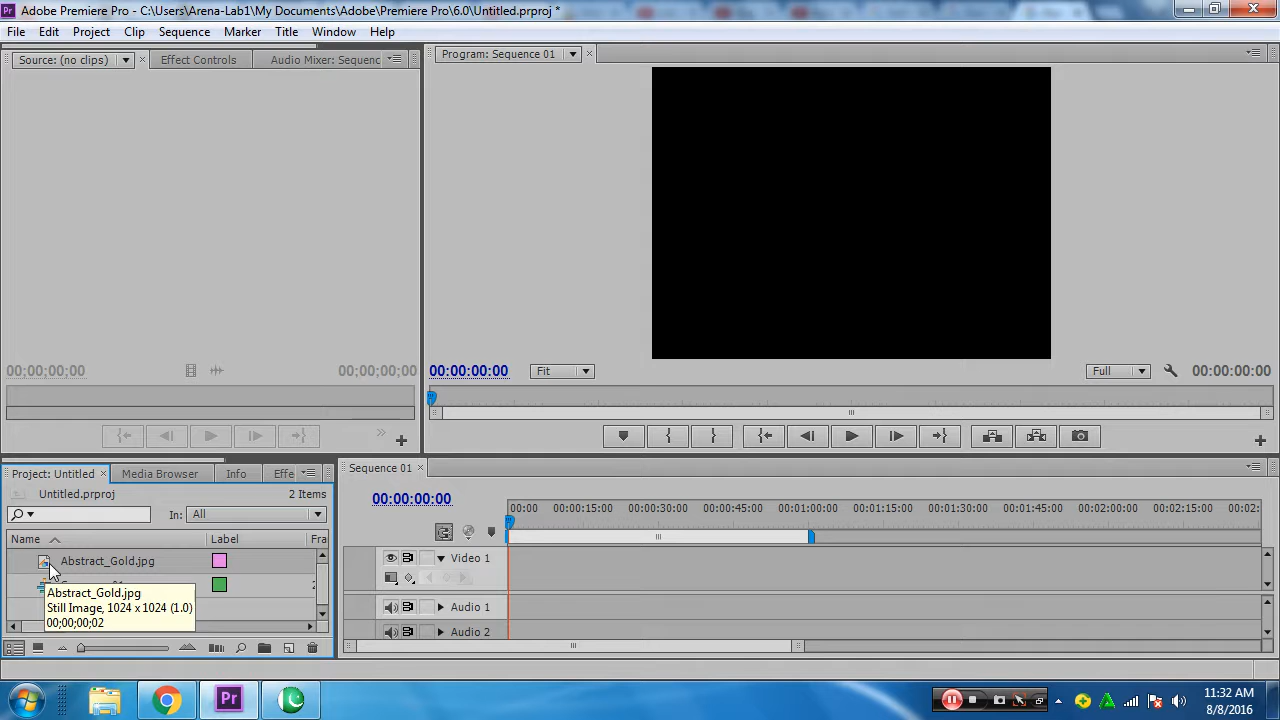 Adobe Premiere Pro - C:\Users\Arena-Lab1\My Documents\Adobe\Premiere Pro\6.0\Untitled.prproj *
File Edit Project Clip Sequence Marker Title Window Help
Source: (no clips)
Effect Controls
Audio Mixer: Sequenc
Program: Sequence 01
00;00;00;00
00;00;00;00
00:00:00:00
Fit
Full
00:00:00:00
Project: Untitled
Media Browser
Info
Effe
Untitled.prproj
2 Items
In: All
Name
Label
Fra
Abstract_Gold.jpg
Abstract_Gold.jpg
Still Image, 1024 x 1024 (1.0)
00;00;00;02
Sequence 01
00:00:00:00
00:00 00:00:15:00 00:00:30:00 00:00:45:00 00:01:00:00 00:01:15:00 00:01:30:00 00:01:45:00 00:02:00:00 00:02:15:00 00:02:
Video 1
Audio 1
Audio 2
Pr
11:32 AM
8/8/2016